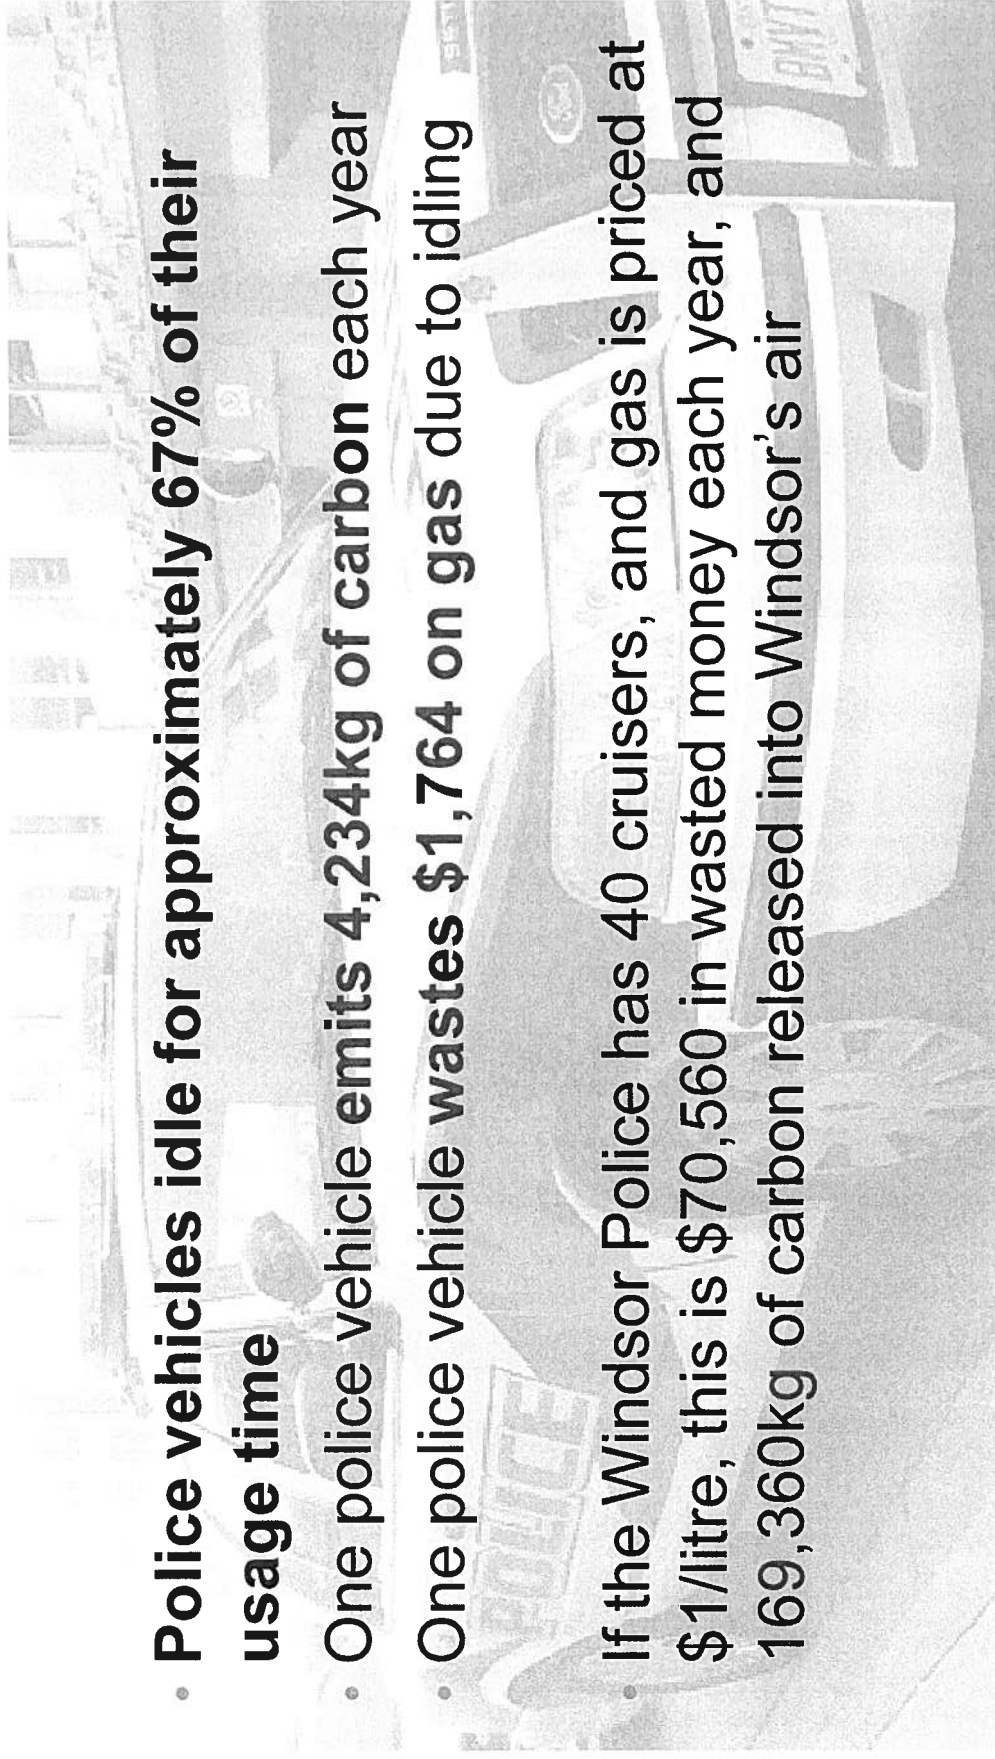 • Police vehicles idle for approximately 67% of their
usage time
• One police vehicle emits 4,234kg of carbon each year
• One police vehicle wastes $1,764 on gas due to idling
• If the Windsor Police has 40 cruisers, and gas is priced at
$1/litre, this is $70,560 in wasted money each year, and
169,360kg of carbon released into Windsor's air
POLICE